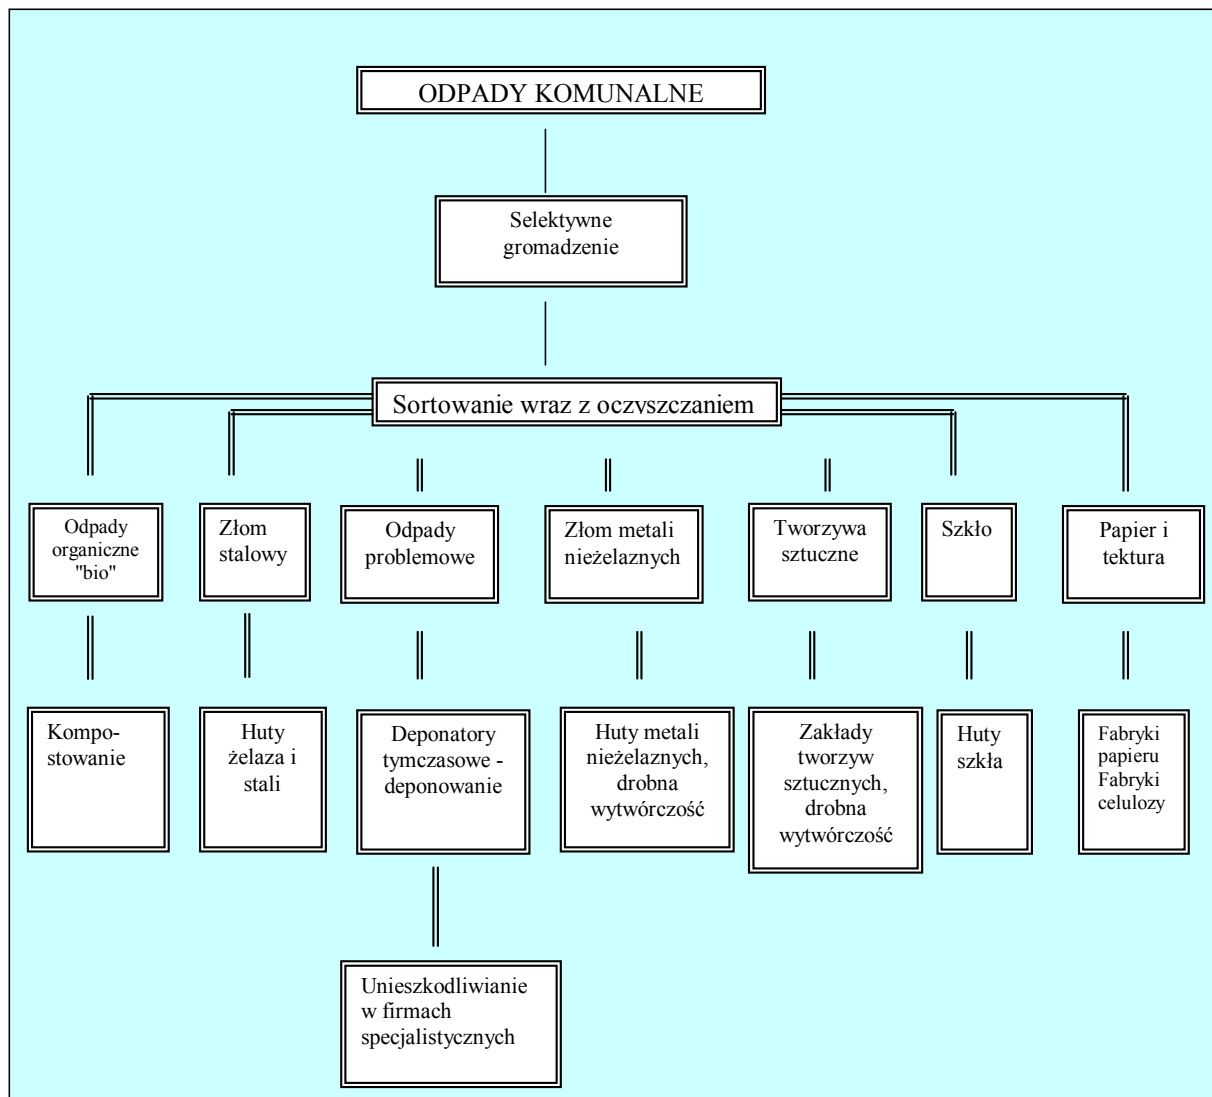 ODPADY KOMUNALNE
Selektywne
gromadzenie
Sortowanie wraz z oczyszczaniem
Odpady
organiczne
"bio"
Złom
stalowy
Odpady
problemowe
Złom metali
nieżelaznych
Tworzywa
sztuczne
Szkło
Papier i
tektura
Kompo-
stowanie
Huty
żelaza i
stali
Deponatory
tymczasowe -
deponowanie
Huty metali
nieżelaznych,
drobna
wytwórczość
Zakłady
tworzyw
sztucznych,
drobna
wytwórczość
Huty
szkła
Fabryki
papieru
Fabryki
celulozy
Unieszkodliwianie
w firmach
specjalistycznych